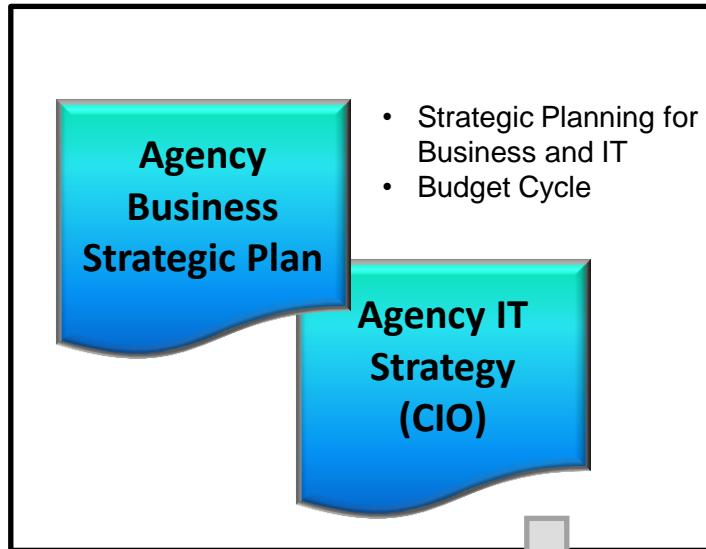 Agency
Business
Strategic Plan
• Strategic Planning for
Business and IT
• Budget Cycle
Agency IT
Strategy
(CIO)